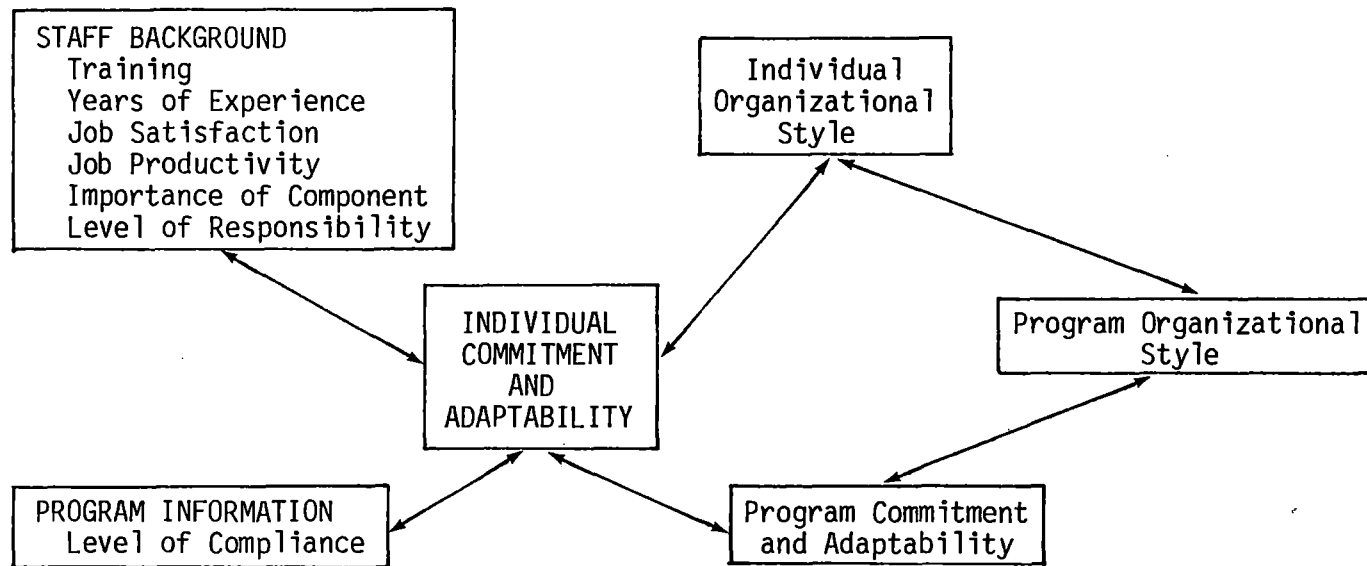 STAFF BACKGROUND
Training
Years of Experience
Job Satisfaction
Job Productivity
Importance of Component
Level of Responsibility
Individual
Organizational
Style
INDIVIDUAL
COMMITMENT
AND
ADAPTABILITY
Program Organizational
Style
PROGRAM INFORMATION
Level of Compliance
Program Commitment
and Adaptability